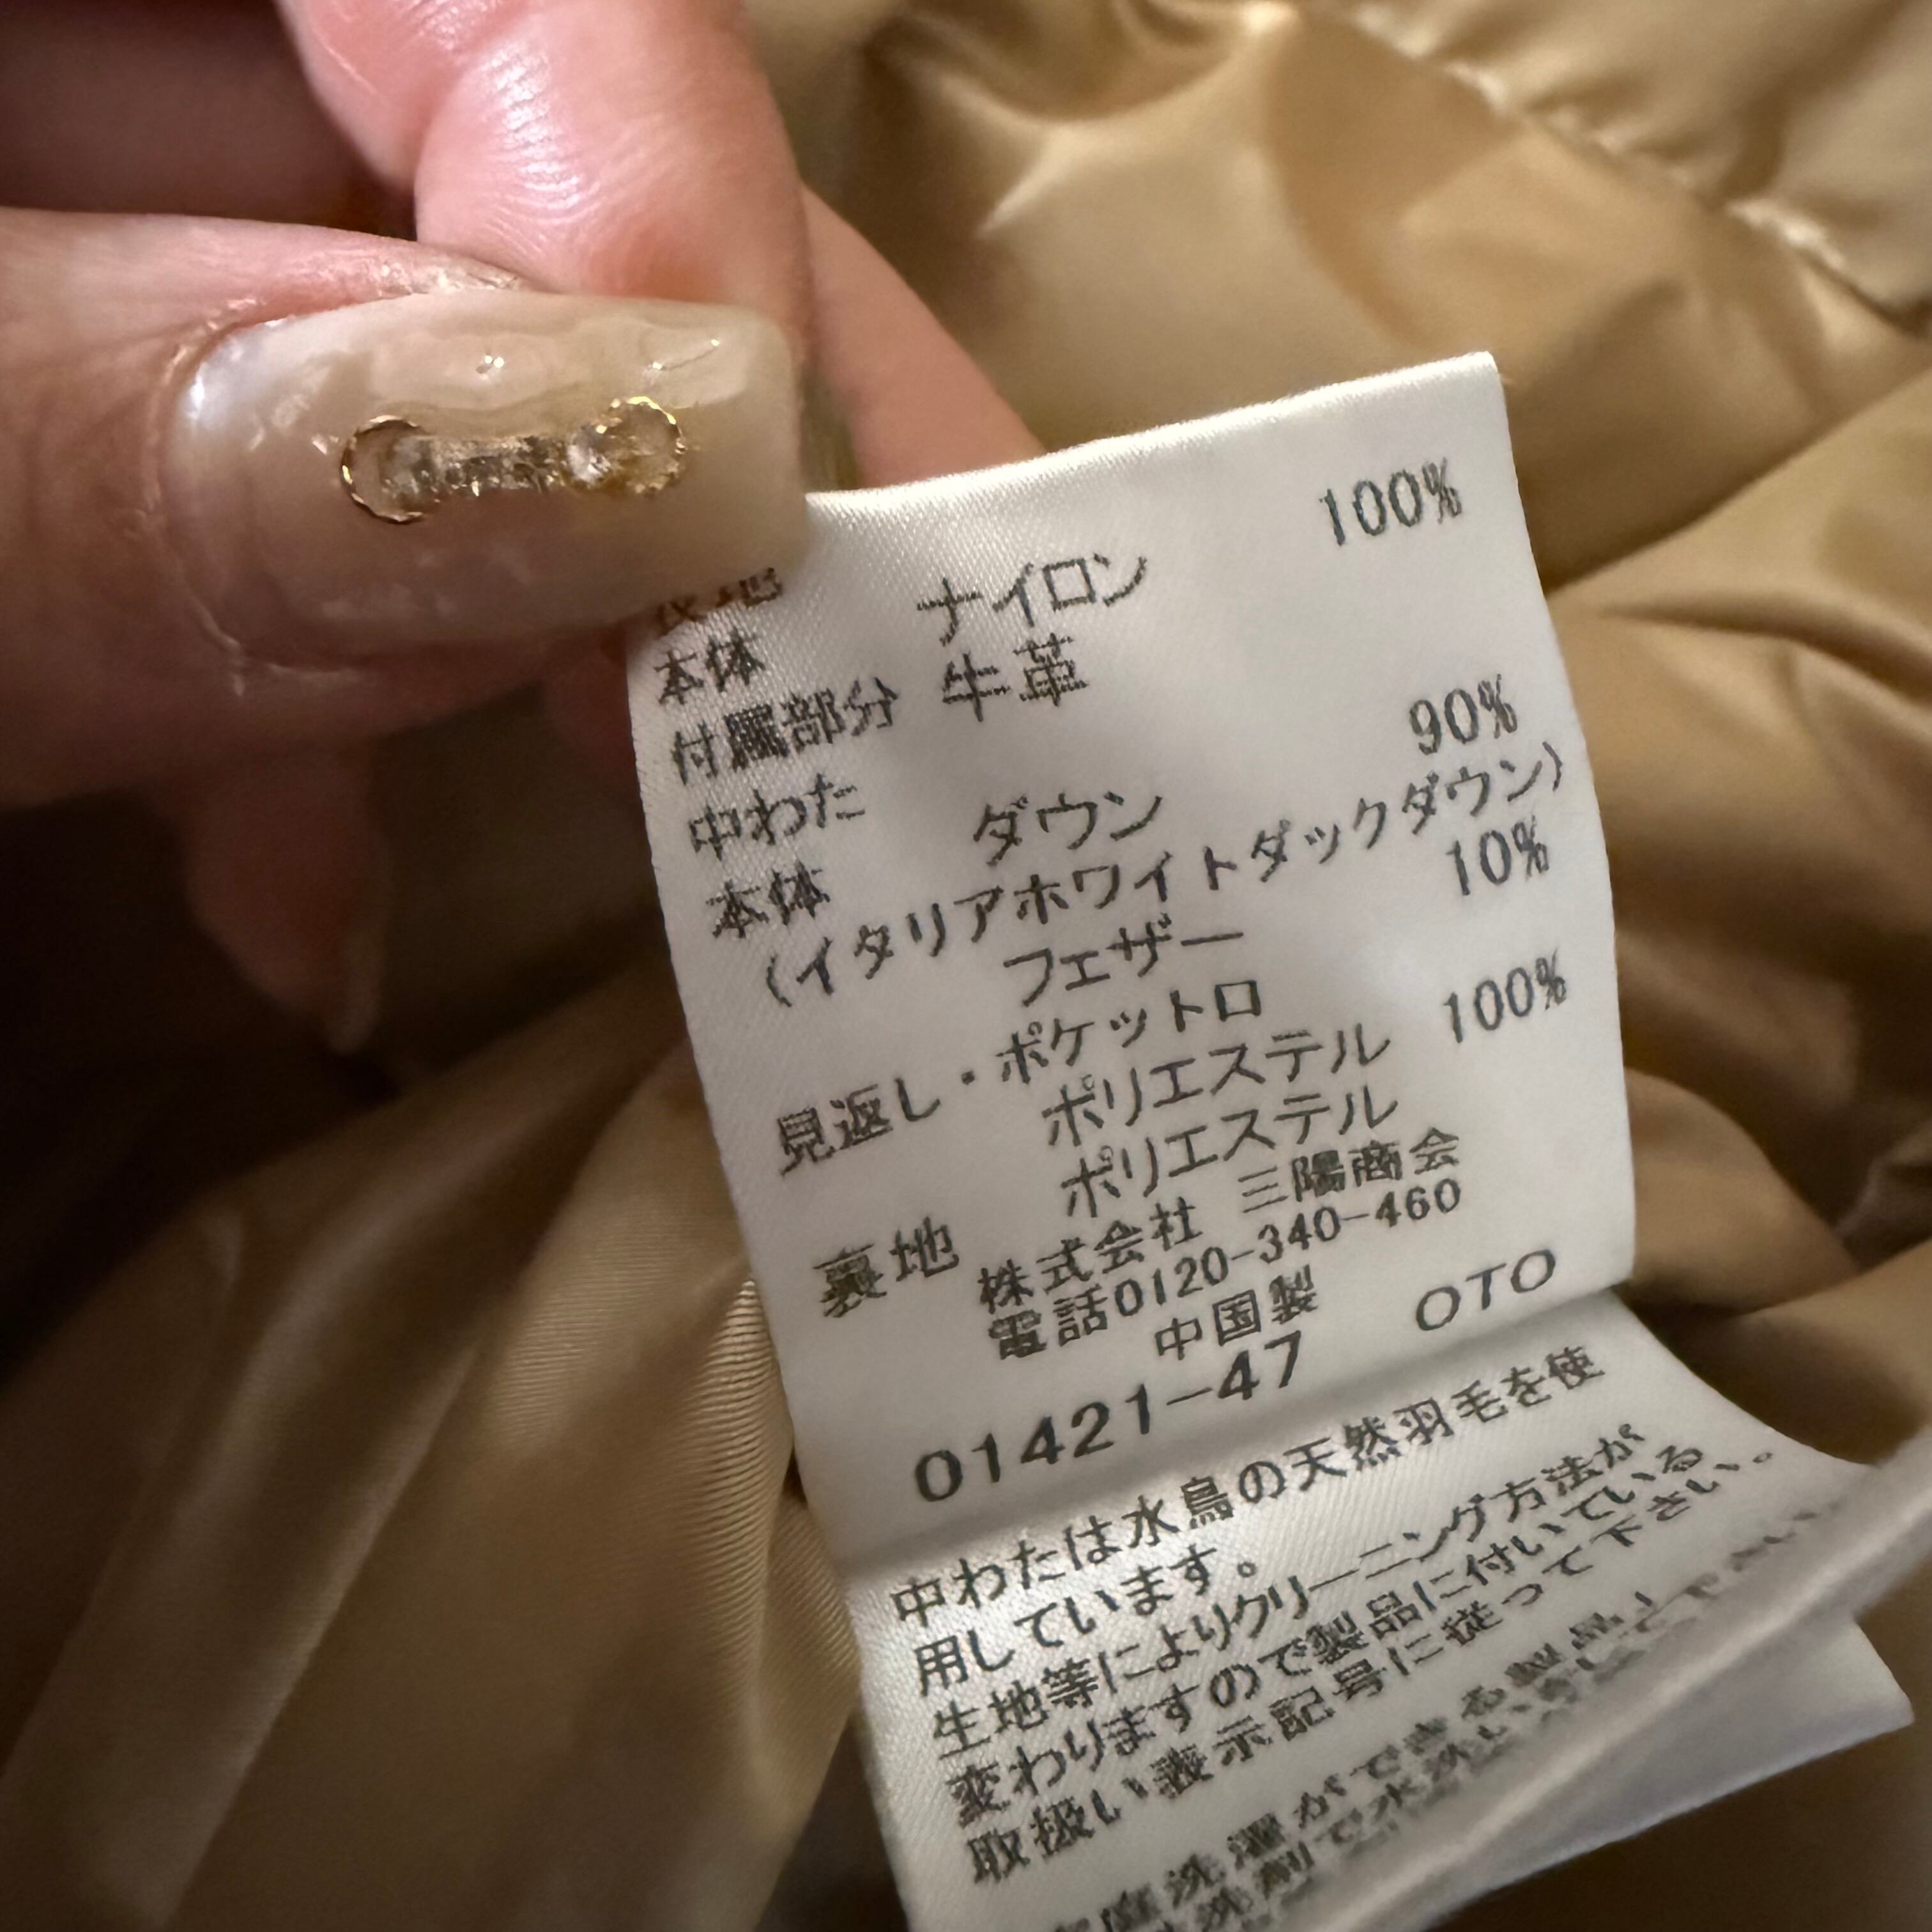 100%
本体 ナイロン
付属部分 牛革
中わた 90%
本体 ダウン
(イタリアホワイトダックダウン)
フェザー 10%
見返し・ポケット口
ポリエステル 100%
裏地 ポリエステル
株式会社 三陽商会
電話0120-340-460
中国製
01421-47 OTO
中わたは水鳥の天然羽毛を使
用しています。
生地等によりクリーニング方法が
変わりますので製品に付いている
取扱い表示記号に従って下さい。